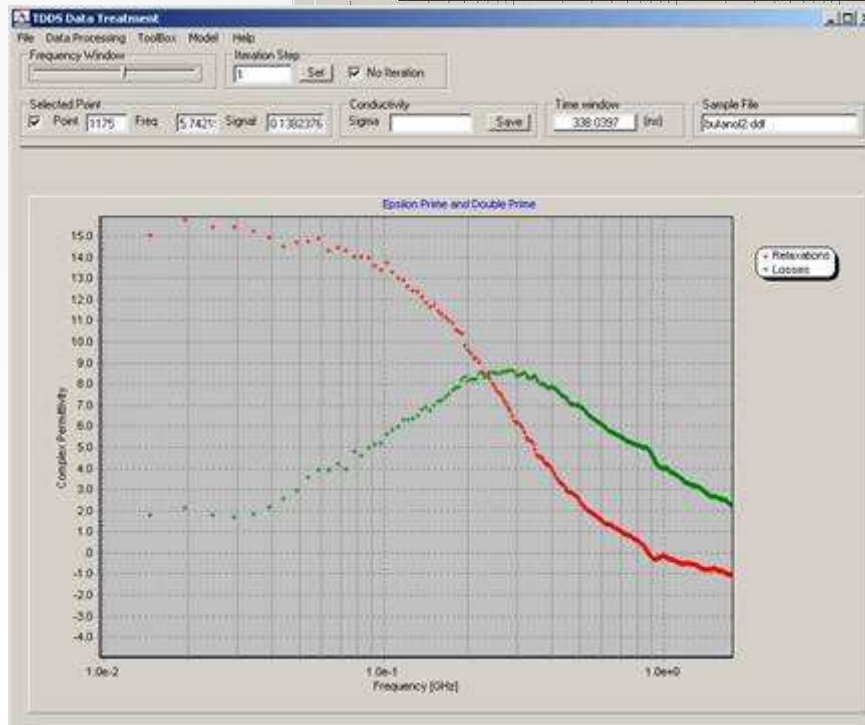 TDDS Data Treatment
File Data Processing ToolBox Model Help
Frequency Window
Iteration Step
1 Set No Iteration
Selected Point
Point 1175 Freq Signal 0.1382376
Conductivity
Sigma Save
Time window
338.0397 (ns)
Sample File
butanol2.ddf
Epsilon Prime and Double Prime
Relaxations
Losses
15.0
14.0
13.0
12.0
11.0
10.0
9.0
8.0
7.0
6.0
5.0
4.0
3.0
2.0
1.0
.0
-1.0
-2.0
-3.0
-4.0
Complex Permittivity
1.0e-2 1.0e-1 1.0e+0
Frequency [GHz]